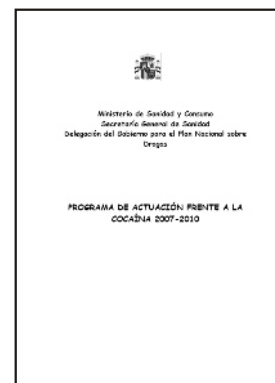 Ministerio de Sanidad y Consumo
Secretaría General de Sanidad
Delegación del Gobierno para el Plan Nacional sobre
Drogas
PROGRAMA DE ACTUACIÓN FRENTE A LA
COCAÍNA 2007-2010